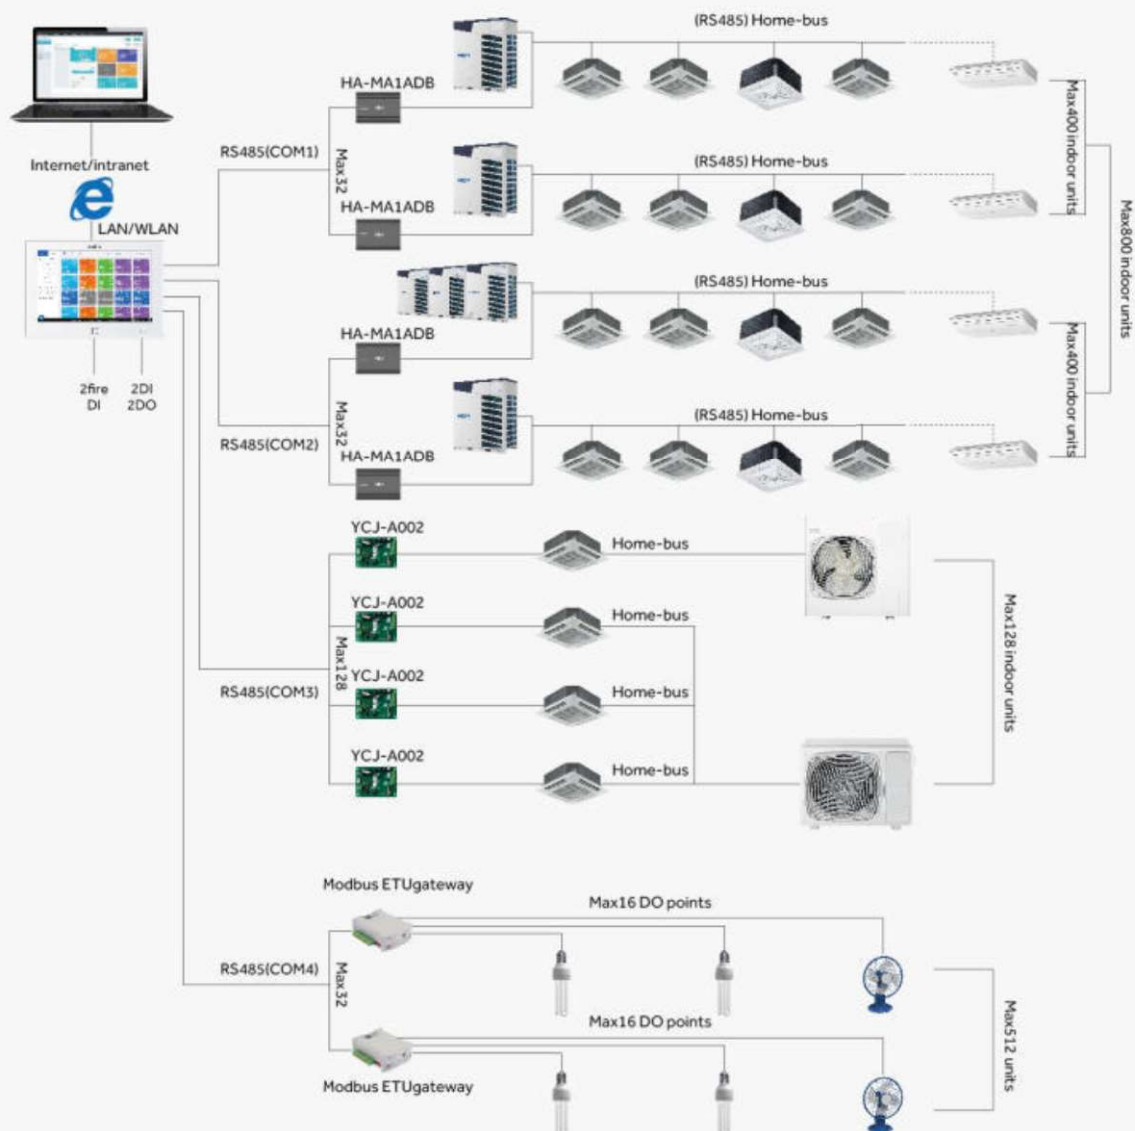 (RS485) Home-bus
HA-MA1ADB
RS485(COM1)
Max32
Internet/intranet
(RS485) Home-bus
HA-MA1ADB
LAN/WLAN
Max400 indoor units
Max800 indoor units
(RS485) Home-bus
HA-MA1ADB
2fire
DI
2DI
2DO
Max32
RS485(COM2)
(RS485) Home-bus
HA-MA1ADB
Max400 indoor units
YCJ-A002
Home-bus
YCJ-A002
Home-bus
Max128
YCJ-A002
RS485(COM3)
Home-bus
YCJ-A002
Home-bus
Max128 indoor units
Modbus ETUgateway
Max16 DO points
RS485(COM4)
Max32
Max16 DO points
Modbus ETUgateway
Max512 units